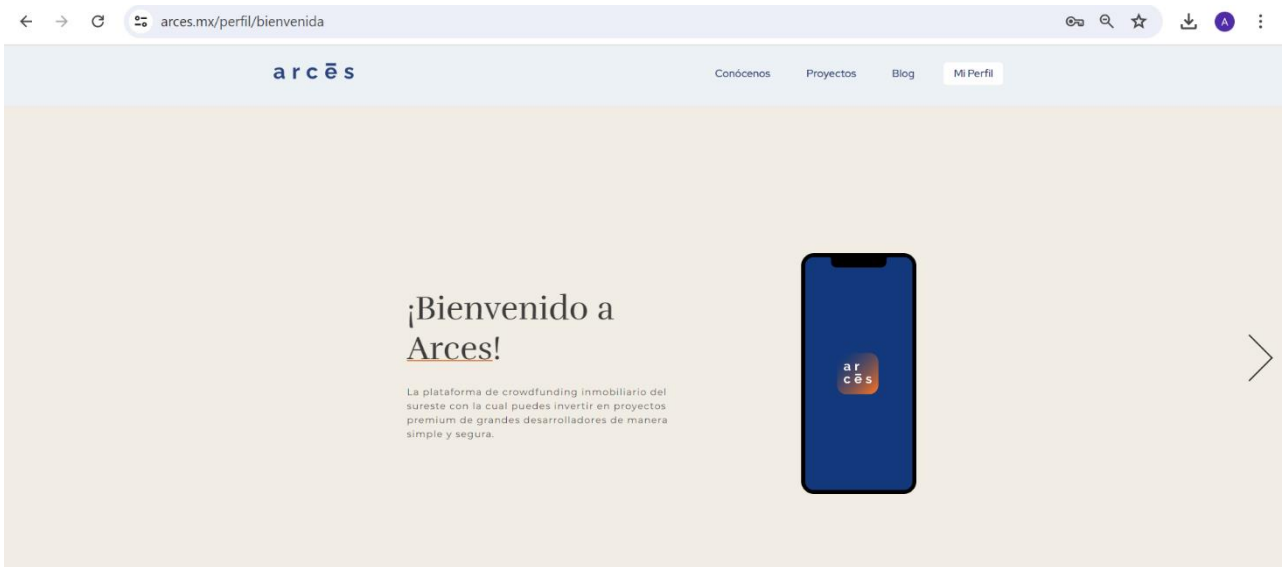 arces.mx/perfil/bienvenida
A
arcēs
Conócenos Proyectos Blog Mi Perfil
¡Bienvenido a
Arces!
La plataforma de crowdfunding inmobiliario del
sureste con la cual puedes invertir en proyectos
premium de grandes desarrolladores de manera
simple y segura.
ar
cēs